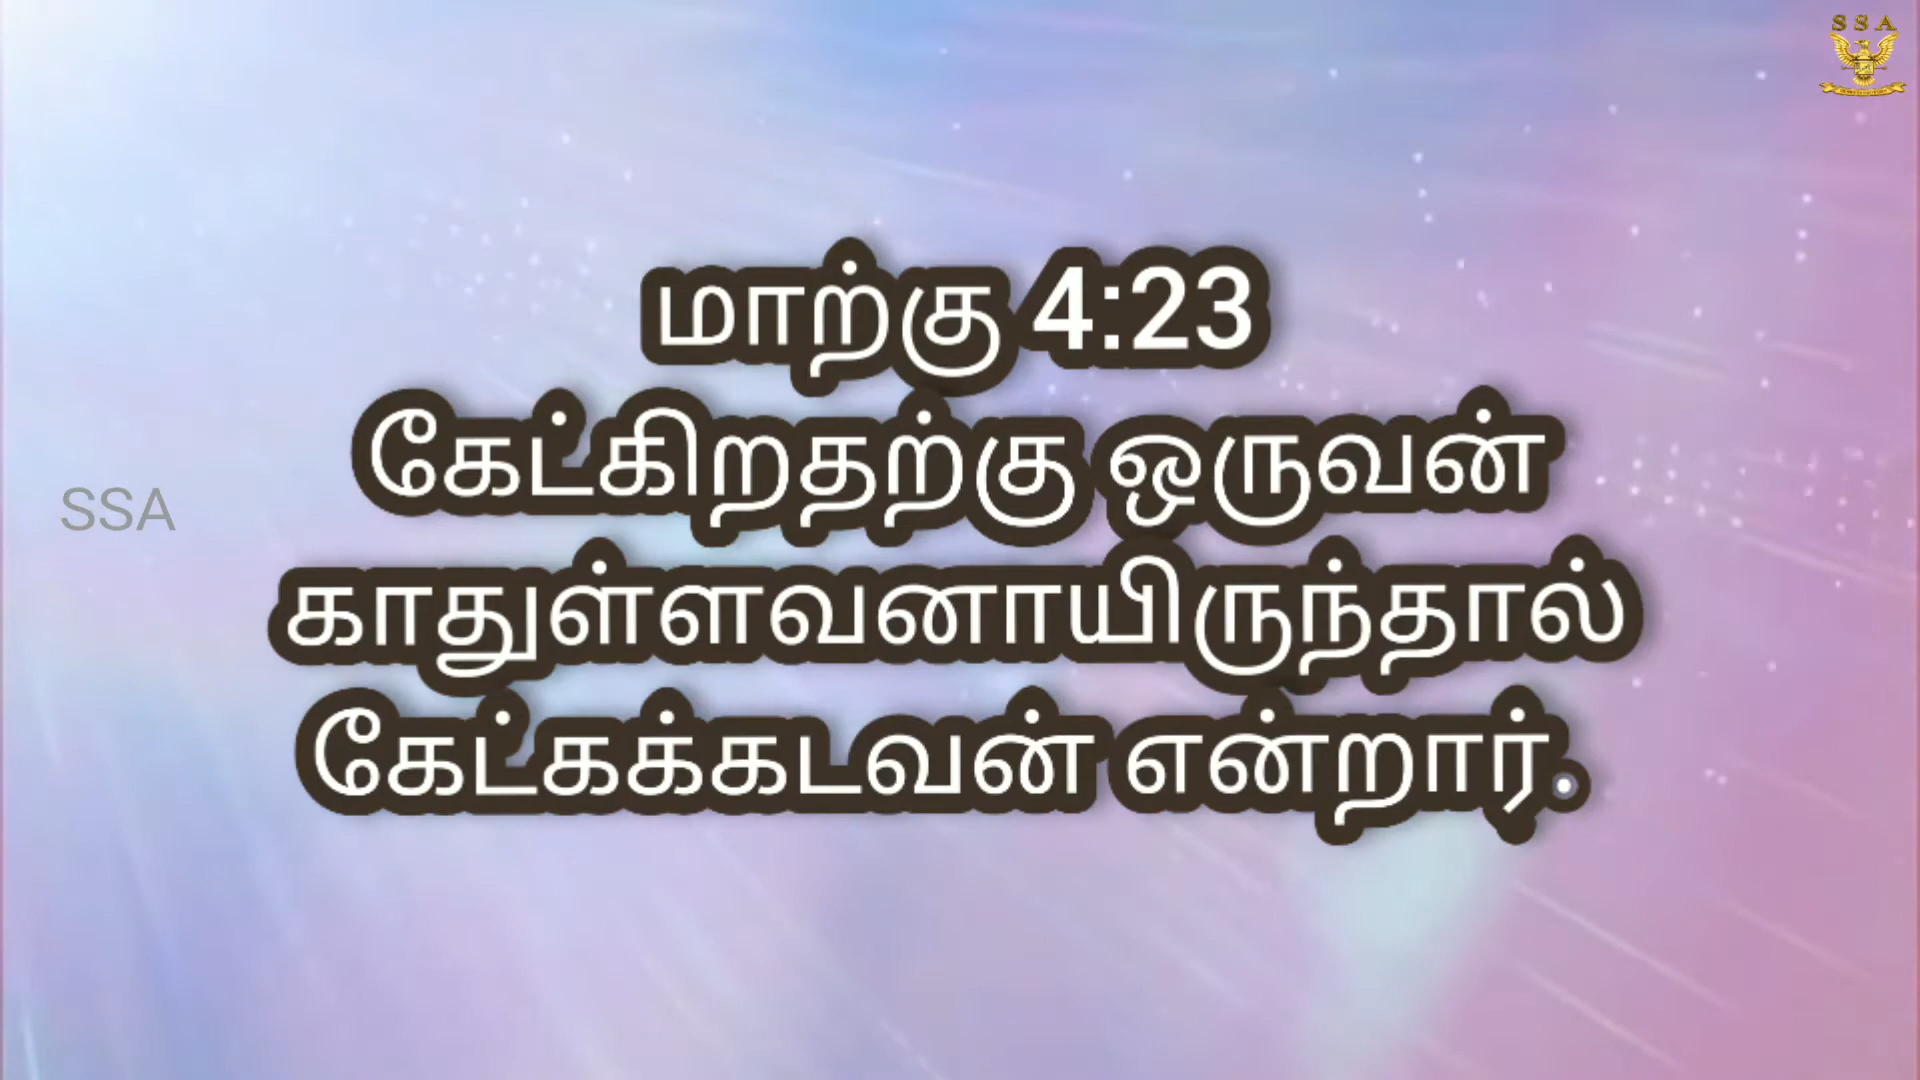 SSA
மாற்கு 4:23
கேட்கிறதற்கு ஒருவன்
காதுள்ளவனாயிருந்தால்
கேட்கக்கடவன் என்றார்.
SSA